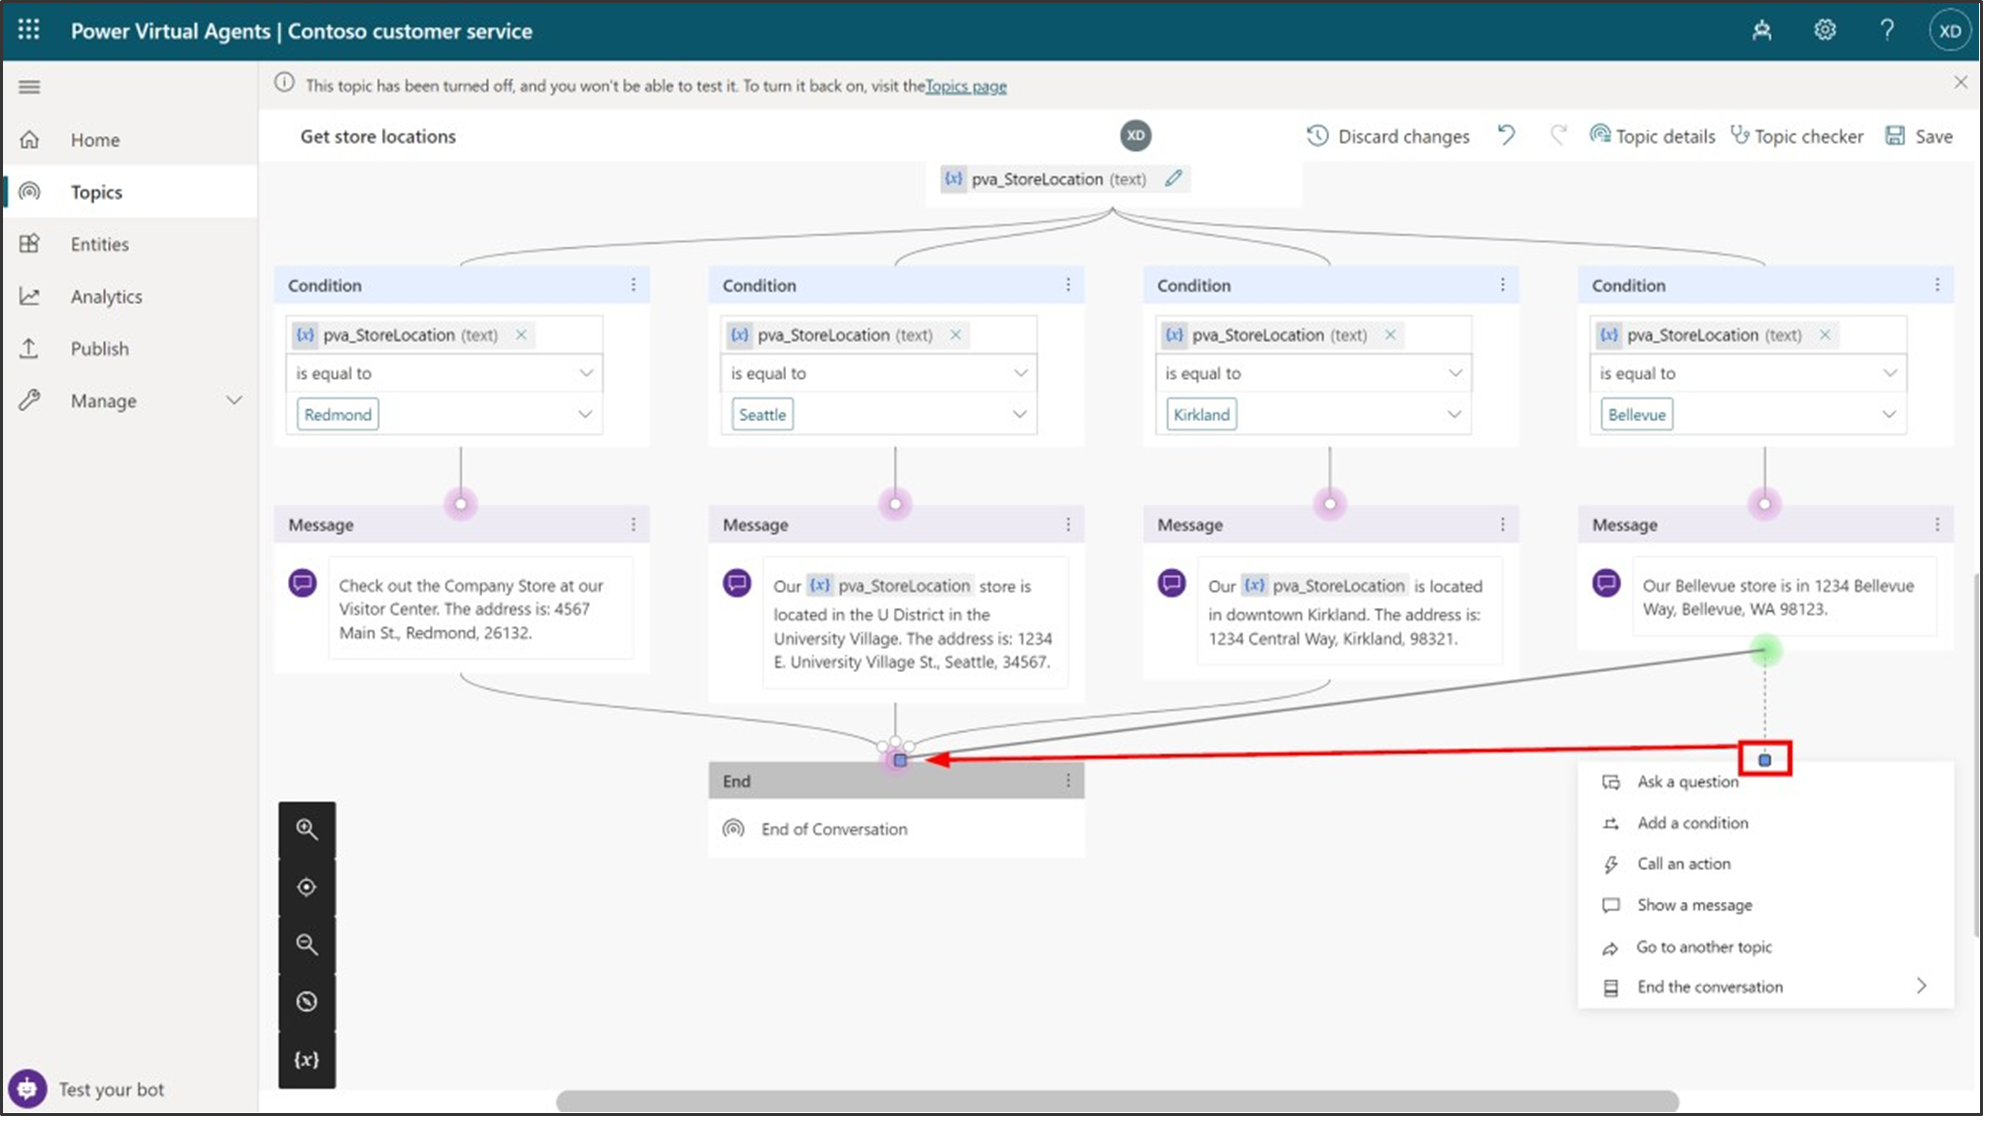 Power Virtual Agents | Contoso customer service
XD
This topic has been turned off, and you won't be able to test it. To turn it back on, visit theTopics page
Home
Topics
Entities
Analytics
Publish
Manage
Test your bot
Get store locations
XD
Discard changes
Topic details
Topic checker
Save
{x} pva_StoreLocation (text)
Condition
{x} pva_StoreLocation (text)
is equal to
Redmond
Condition
{x} pva_StoreLocation (text)
is equal to
Seattle
Condition
{x} pva_StoreLocation (text)
is equal to
Kirkland
Condition
{x} pva_StoreLocation (text)
is equal to
Bellevue
Message
Check out the Company Store at our
Visitor Center. The address is: 4567
Main St., Redmond, 26132.
Message
Our {x} pva_StoreLocation store is
located in the U District in the
University Village. The address is: 1234
E. University Village St., Seattle, 34567.
Message
Our {x} pva_StoreLocation is located
in downtown Kirkland. The address is:
1234 Central Way, Kirkland, 98321.
Message
Our Bellevue store is in 1234 Bellevue
Way, Bellevue, WA 98123.
End
End of Conversation
Ask a question
Add a condition
Call an action
Show a message
Go to another topic
End the conversation
{x}